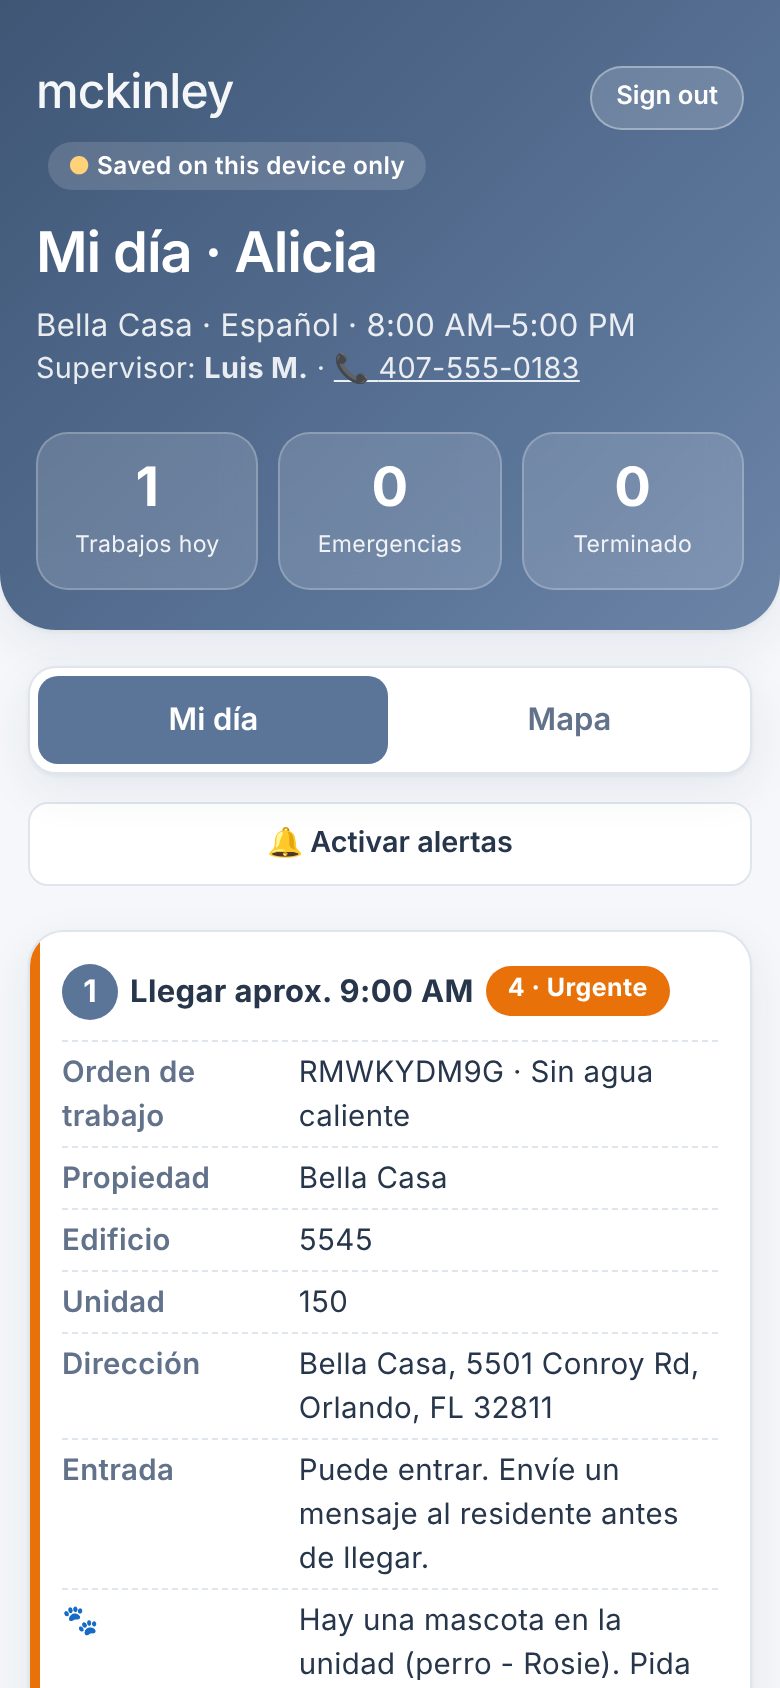 mckinley
Sign out
Saved on this device only
Mi día · Alicia
Bella Casa · Español · 8:00 AM–5:00 PM
Supervisor: Luis M. · 📞 407-555-0183
1
Trabajos hoy
0
Emergencias
0
Terminado
Mi día
Mapa
🔔 Activar alertas
1 Llegar aprox. 9:00 AM 4 · Urgente
Orden de
trabajo
RMWKYDM9G · Sin agua
caliente
Propiedad
Bella Casa
Edificio
5545
Unidad
150
Dirección
Bella Casa, 5501 Conroy Rd,
Orlando, FL 32811
Entrada
Puede entrar. Envíe un
mensaje al residente antes
de llegar.
🐾
Hay una mascota en la
unidad (perro - Rosie). Pida